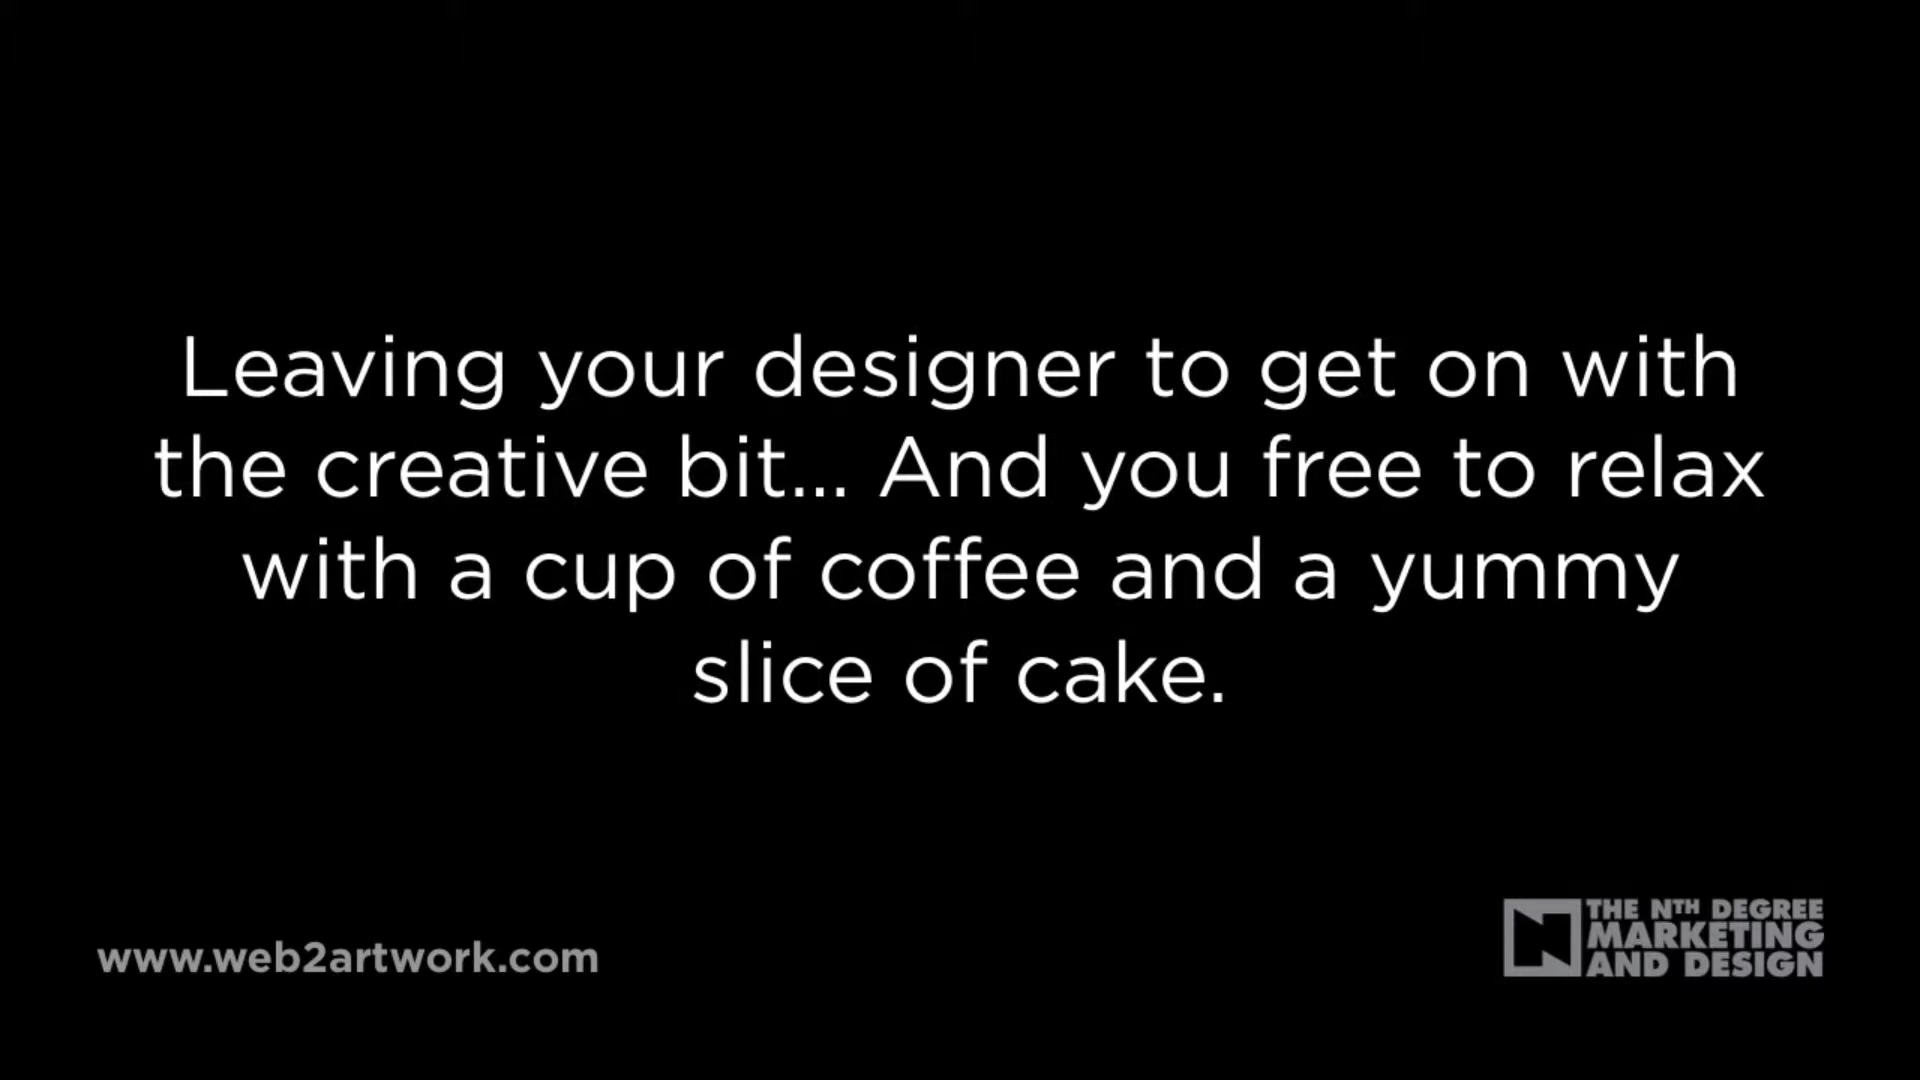 Leaving your designer to get on with
the creative bit... And you free to relax
with a cup of coffee and a yummy
slice of cake.
www.web2artwork.com
THE NTH DEGREE
MARKETING
AND DESIGN